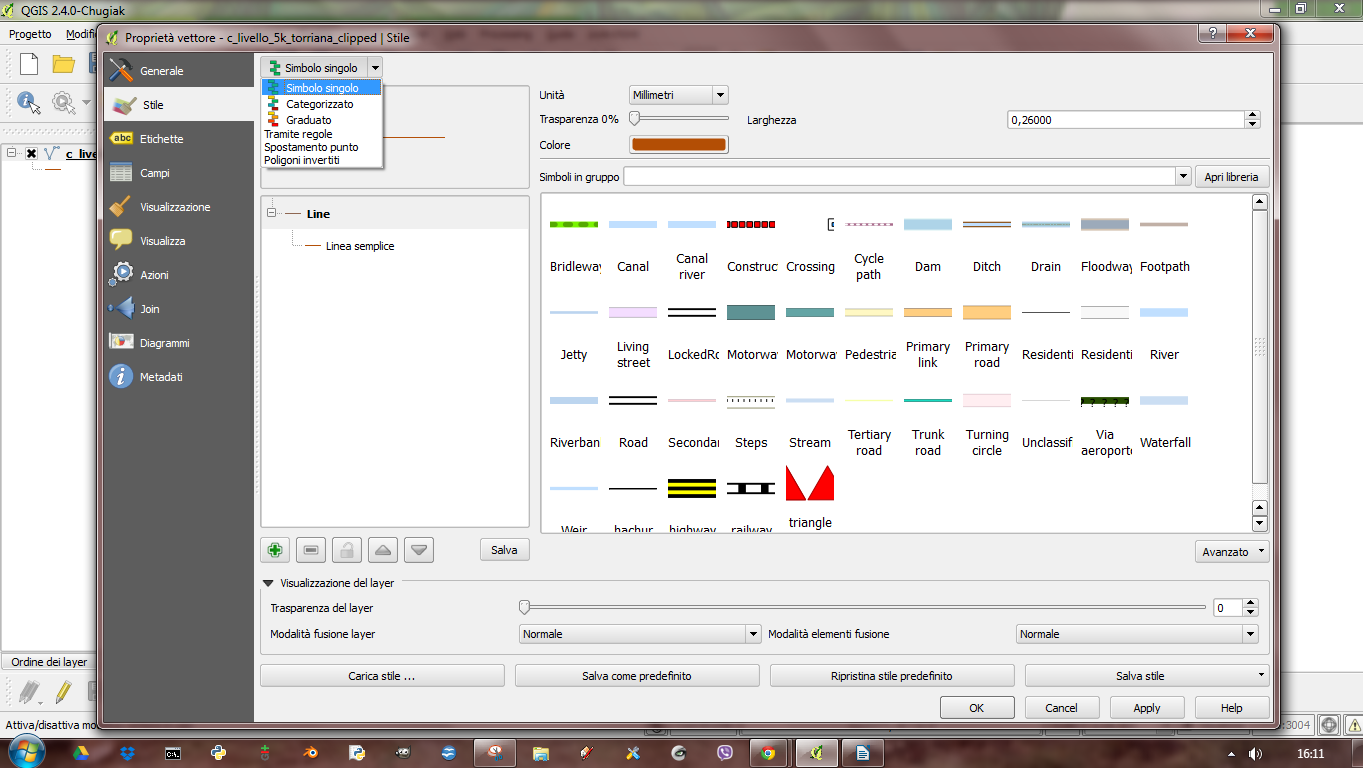 QGIS 2.4.0-Chugiak
Progetto Modifi
Proprietà vettore - c_livello_5k_torriana_clipped | Stile
Generale
Stile
abc Etichette
Campi
Visualizzazione
Visualizza
Azioni
Join
Diagrammi
Metadati
c_live
Ordine dei layer
Attiva/disattiva mo
Simbolo singolo
Simbolo singolo
Categorizzato
Graduato
Tramite regole
Spostamento punto
Poligoni invertiti
Line
Linea semplice
Salva
Unità Millimetri
Trasparenza 0% Larghezza 0,26000
Colore
Simboli in gruppo Apri libreria
Bridleway Canal Canal river Construc Crossing Cycle path Dam Ditch Drain Floodway Footpath
Jetty Living street LockedRo Motorwa Motorwa Pedestria Primary link Primary road Residenti Residenti River
Riverban Road Seconda Steps Stream Tertiary road Trunk road Turning circle Unclassif Via aeroporto Waterfall
Weir hachur highway railway triangle
Avanzato
Visualizzazione del layer
Trasparenza del layer 0
Modalità fusione layer Normale Modalità elementi fusione Normale
Carica stile ... Salva come predefinito Ripristina stile predefinito Salva stile
OK Cancel Apply Help
:3004
16:11